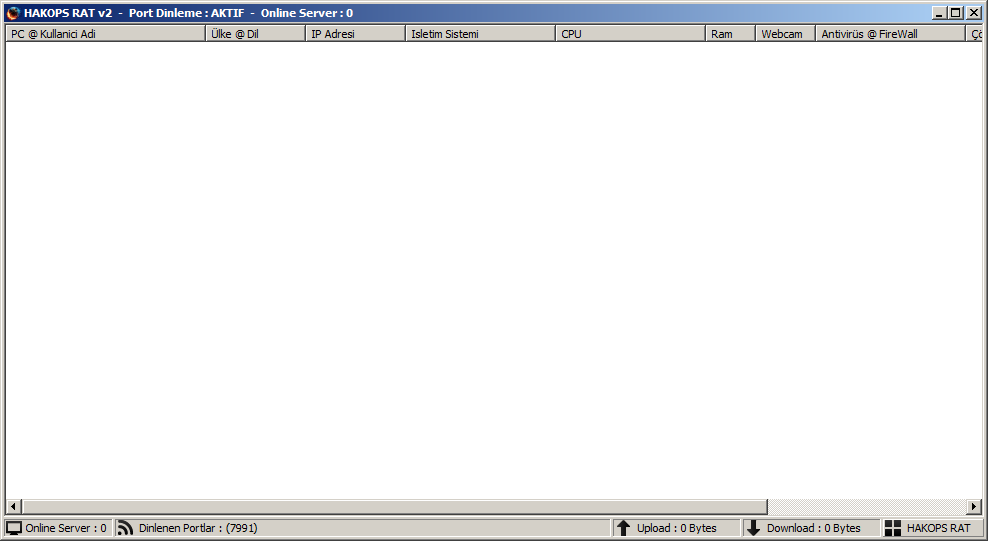 HAKOPS RAT v2 - Port Dinleme : AKTIF - Online Server : 0
PC @ Kullanici Adi Ülke @ Dil IP Adresi Isletim Sistemi CPU Ram Webcam Antivirüs @ FireWall
Online Server : 0 Dinlenen Portlar : (7991) Upload : 0 Bytes Download : 0 Bytes HAKOPS RAT